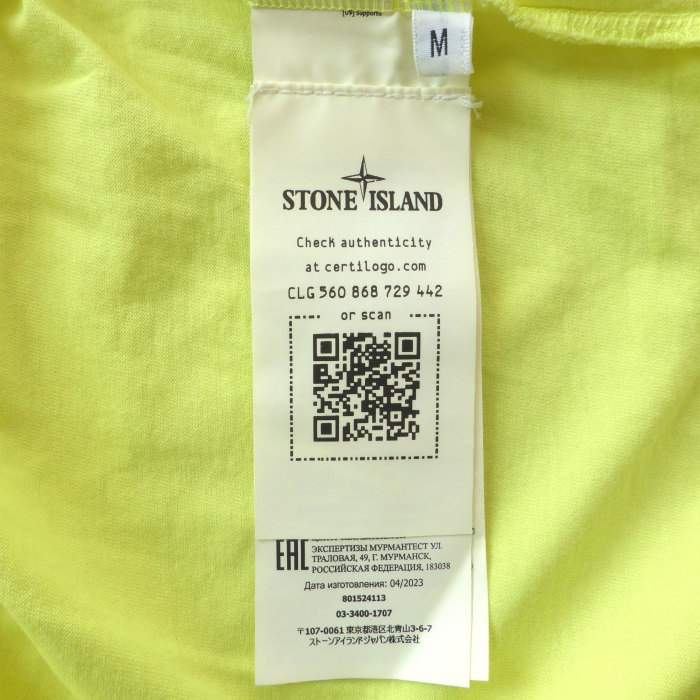 [U9] Supporto
M
STONE ISLAND
Check authenticity
at certilogo.com
CLG 560 868 729 442
or scan
EAC
ЭКСПЕРТИЗЫ МУРМАНТЕСТ УЛ.
ТРАЛОВАЯ, 49, Г. МУРМАНСК,
РОССИЙСКАЯ ФЕДЕРАЦИЯ, 183038
Дата изготовления: 04/2023
801524113
03-3400-1707
〒107-0061 東京都港区北青山3-6-7
ストーンアイランドジャパン株式会社